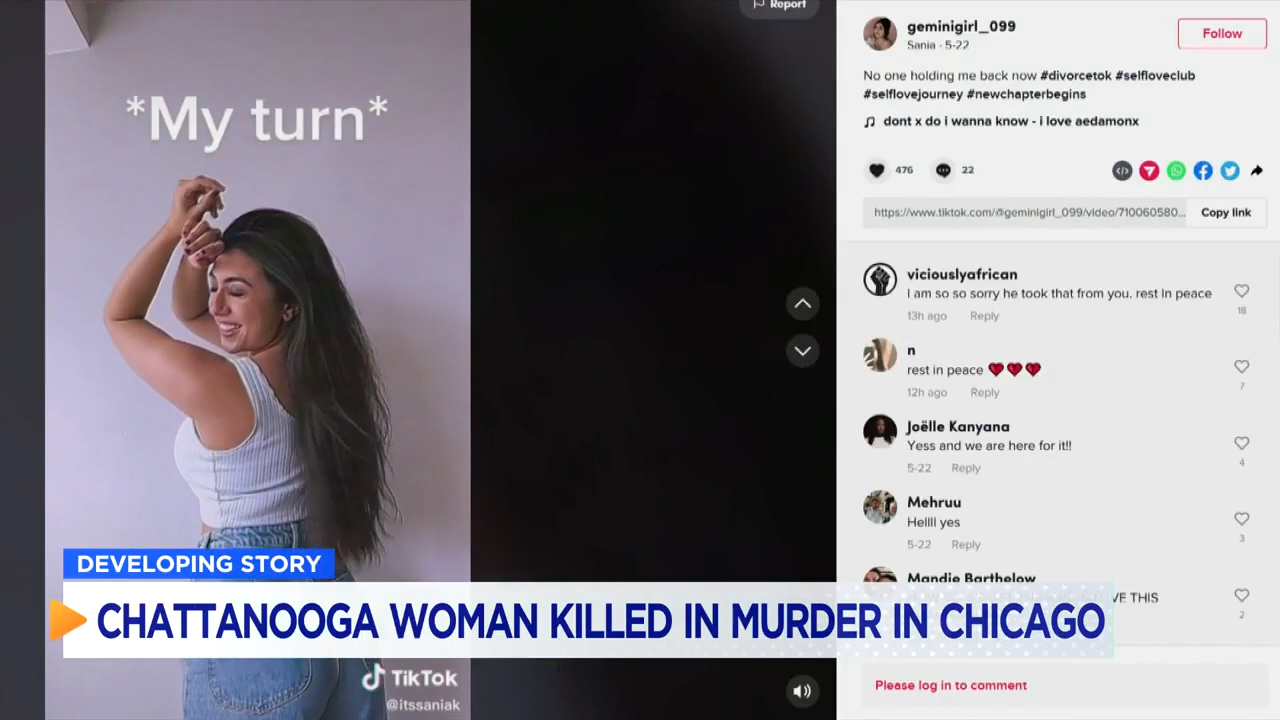 Report
*My turn*
TikTok
@itssaniak
geminigirl_099
Sania · 5-22
Follow
No one holding me back now #divorcetok #selfloveclub
#selflovejourney #newchapterbegins
dont x do i wanna know - i love aedamonx
476
22
https://www.tiktok.com/@geminigirl_099/video/710060580...
Copy link
viciouslyafrican
I am so so sorry he took that from you. rest in peace
13h ago Reply
18
n
rest in peace
12h ago Reply
7
Joëlle Kanyana
Yess and we are here for it!!
5-22 Reply
4
Mehruu
Hellll yes
5-22 Reply
3
Mandie Barthelow
THIS
2
Please log in to comment
DEVELOPING STORY
CHATTANOOGA WOMAN KILLED IN MURDER IN CHICAGO